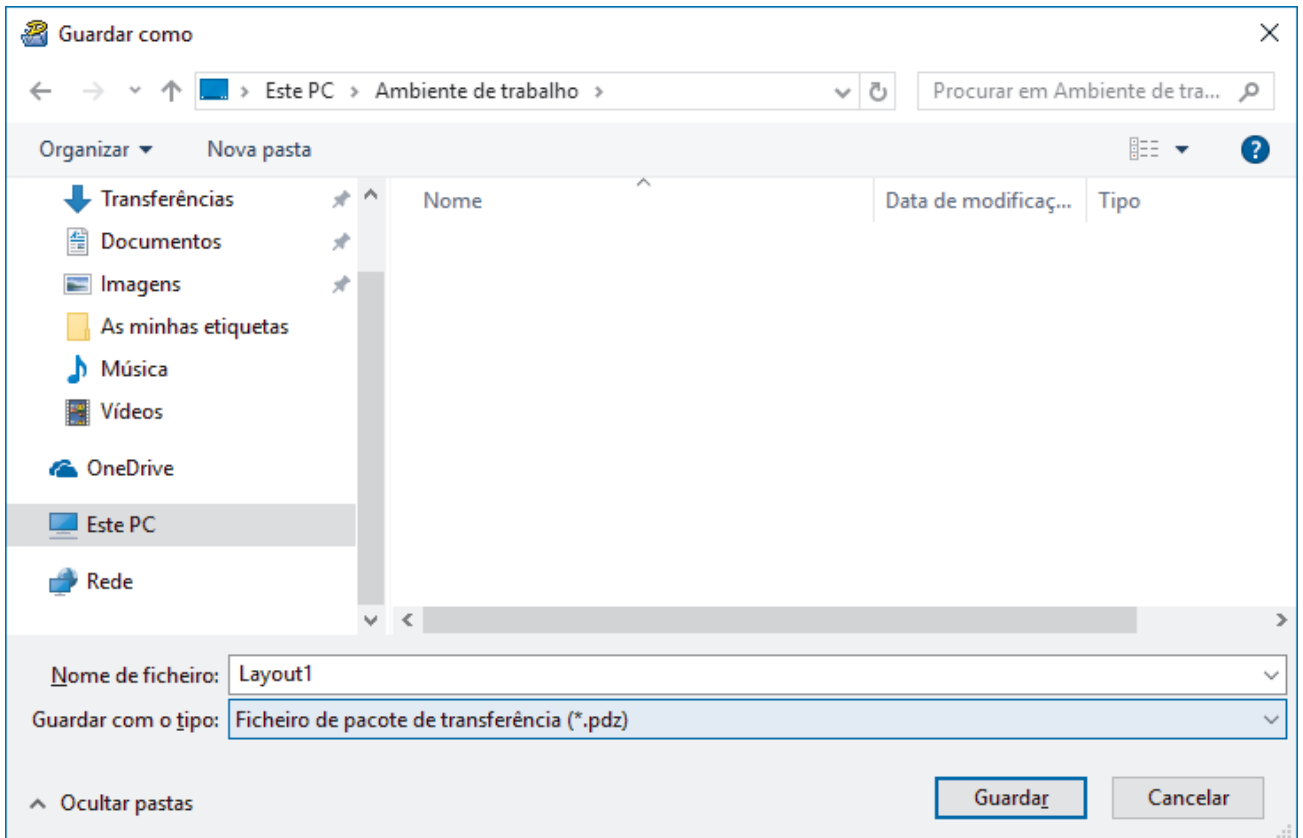 Guardar como
Este PC > Ambiente de trabalho >
Procurar em Ambiente de tra...
Organizar
Nova pasta
Transferências
Documentos
Imagens
As minhas etiquetas
Música
Vídeos
OneDrive
Este PC
Rede
Nome
Data de modificaç...
Tipo
Nome de ficheiro: Layout1
Guardar com o tipo: Ficheiro de pacote de transferência (*.pdz)
Ocultar pastas
Guardar
Cancelar